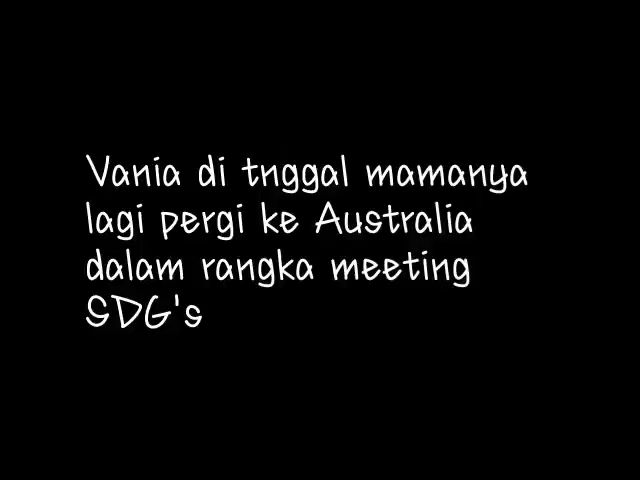 Vania di tnggal mamanya
lagi pergi ke Australia
dalam rangka meeting
SDG's